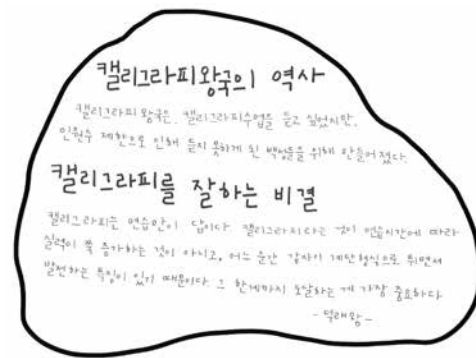 캘리그라피왕국의 역사
캘리그라피 왕국은, 캘리그라피수업을 듣고 싶었지만,
인원수 제한으로 인해 듣지 못하게 된 백성들을 위해 만들어졌다.
캘리그라피를 잘하는 비결
캘리그라피는 연습만이 답이다 캘리그라피라는 것이 연습시간에 따라
실력이 쭉 증가하는 것이 아니고, 어느 순간 갑자기 계단형식으로 뛰면서
발전하는 특징이 있기 때문이다 그 한계까지 도달하는 게 가장 중요하다
-덕래왕-